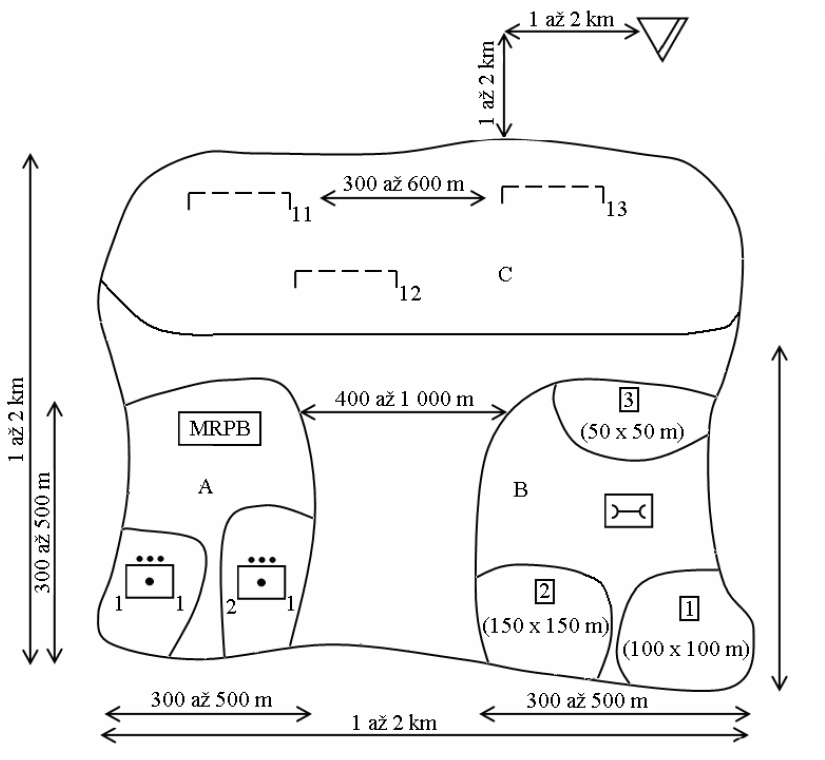 1 až 2 km
1 až 2 km
300 až 600 m
11
13
12
C
1 až 2 km
300 až 500 m
400 až 1 000 m
MRPB
A
B
3
(50 x 50 m)
1
1
2
1
2
(150 x 150 m)
1
(100 x 100 m)
300 až 500 m
300 až 500 m
1 až 2 km